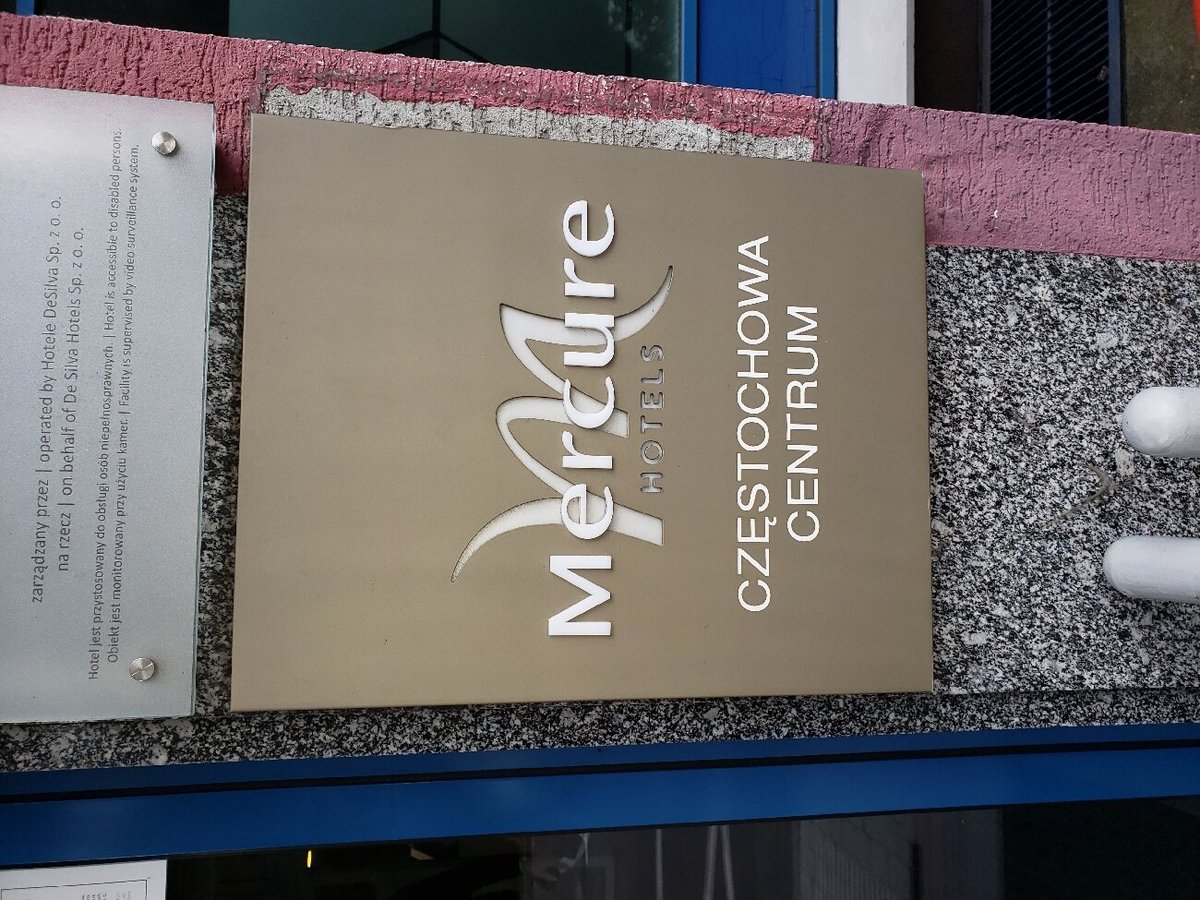 zarządzany przez | operated by Hotele DeSilva Sp. z o. o.
na rzecz | on behalf of De Silva Hotels Sp. z o. o.
Hotel jest przystosowany do obsługi osób niepełnosprawnych. | Hotel is accessible to disabled persons.
Obiekt jest monitorowany przy użyciu kamer. | Facility is supervised by video surveillance system.
Mercure
HOTELS
CZĘSTOCHOWA
CENTRUM